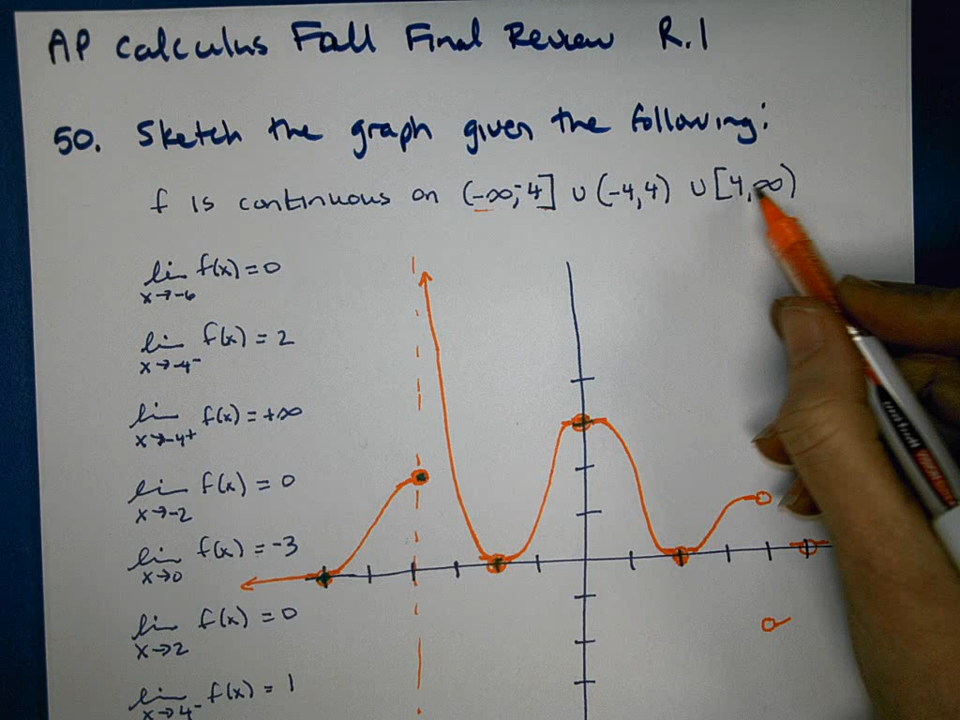 AP Calculus Fall Final Review R.1
50. Sketch the graph given the following:
f is continuous on (-∞,-4] ∪ (-4,4) ∪ [4,∞)
lim f(x) = 0
x→-6
lim f(x) = 2
x→-4⁻
lim f(x) = +∞
x→-4⁺
lim f(x) = 0
x→-2
lim f(x) = -3
x→0
lim f(x) = 0
x→2
lim f(x) = 1
x→4⁻